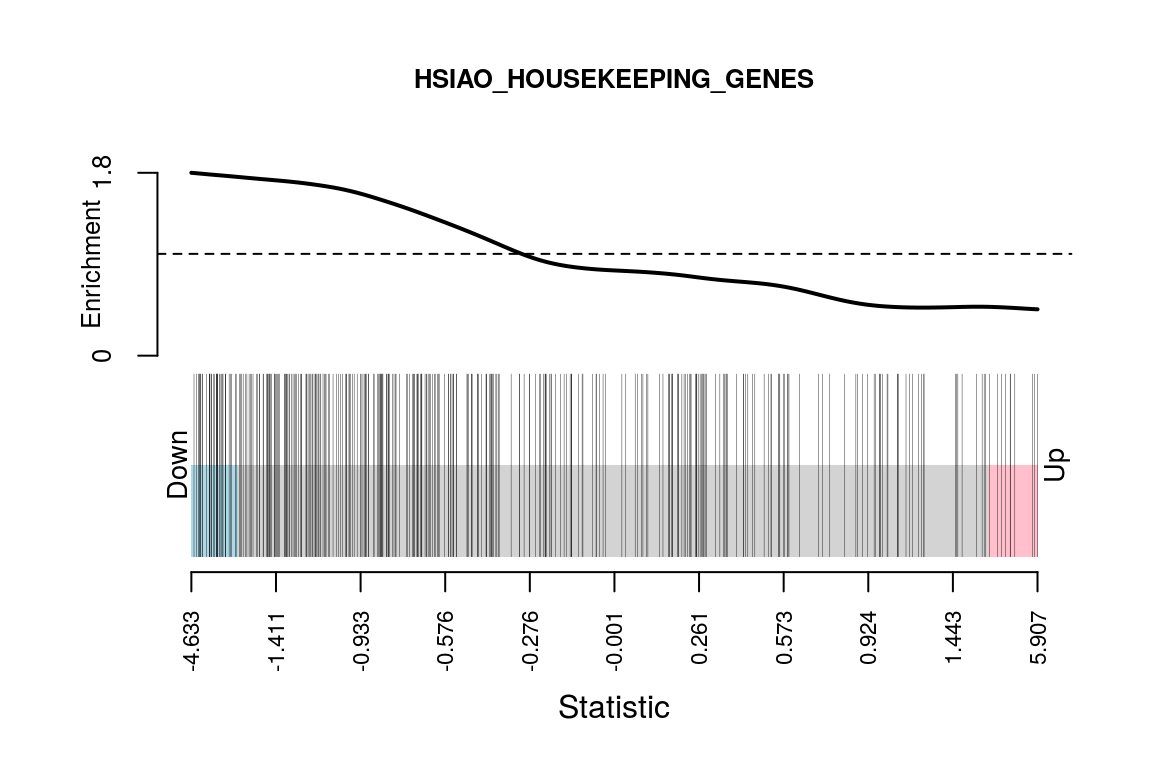 HSIAO_HOUSEKEEPING_GENES
1.8
Enrichment
0
Down
Up
-4.633
-1.411
-0.933
-0.576
-0.276
-0.001
0.261
0.573
0.924
1.443
5.907
Statistic